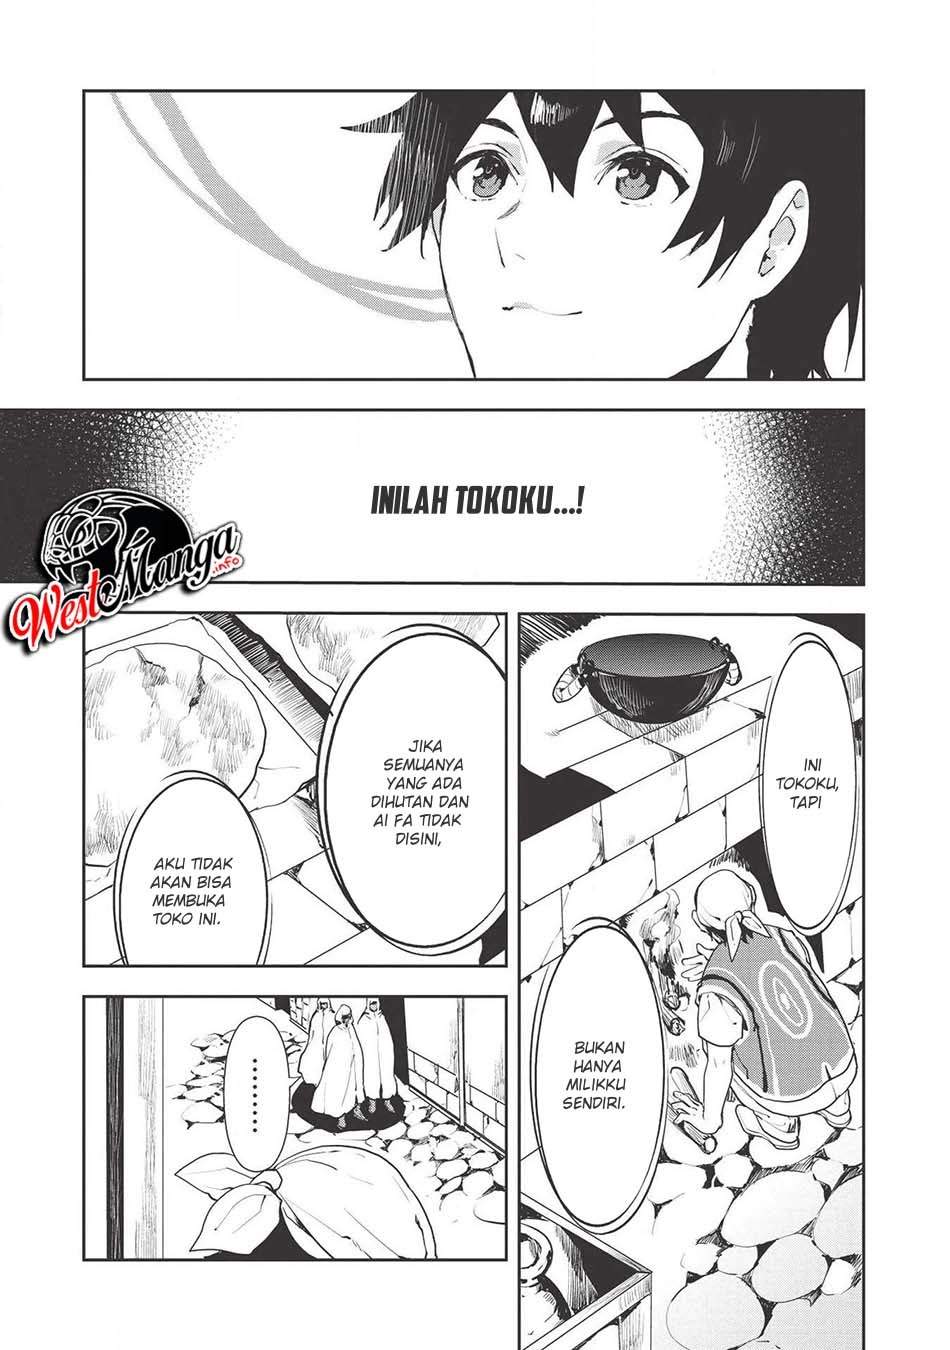 INILAH TOKOKU...!
WestManga
.info
INI
TOKOKU,
TAPI
BUKAN
HANYA
MILIKKU
SENDIRI.
JIKA
SEMUANYA
YANG ADA
DIHUTAN DAN
AI FA TIDAK
DISINI,
AKU TIDAK
AKAN BISA
MEMBUKA
TOKO INI.
.........